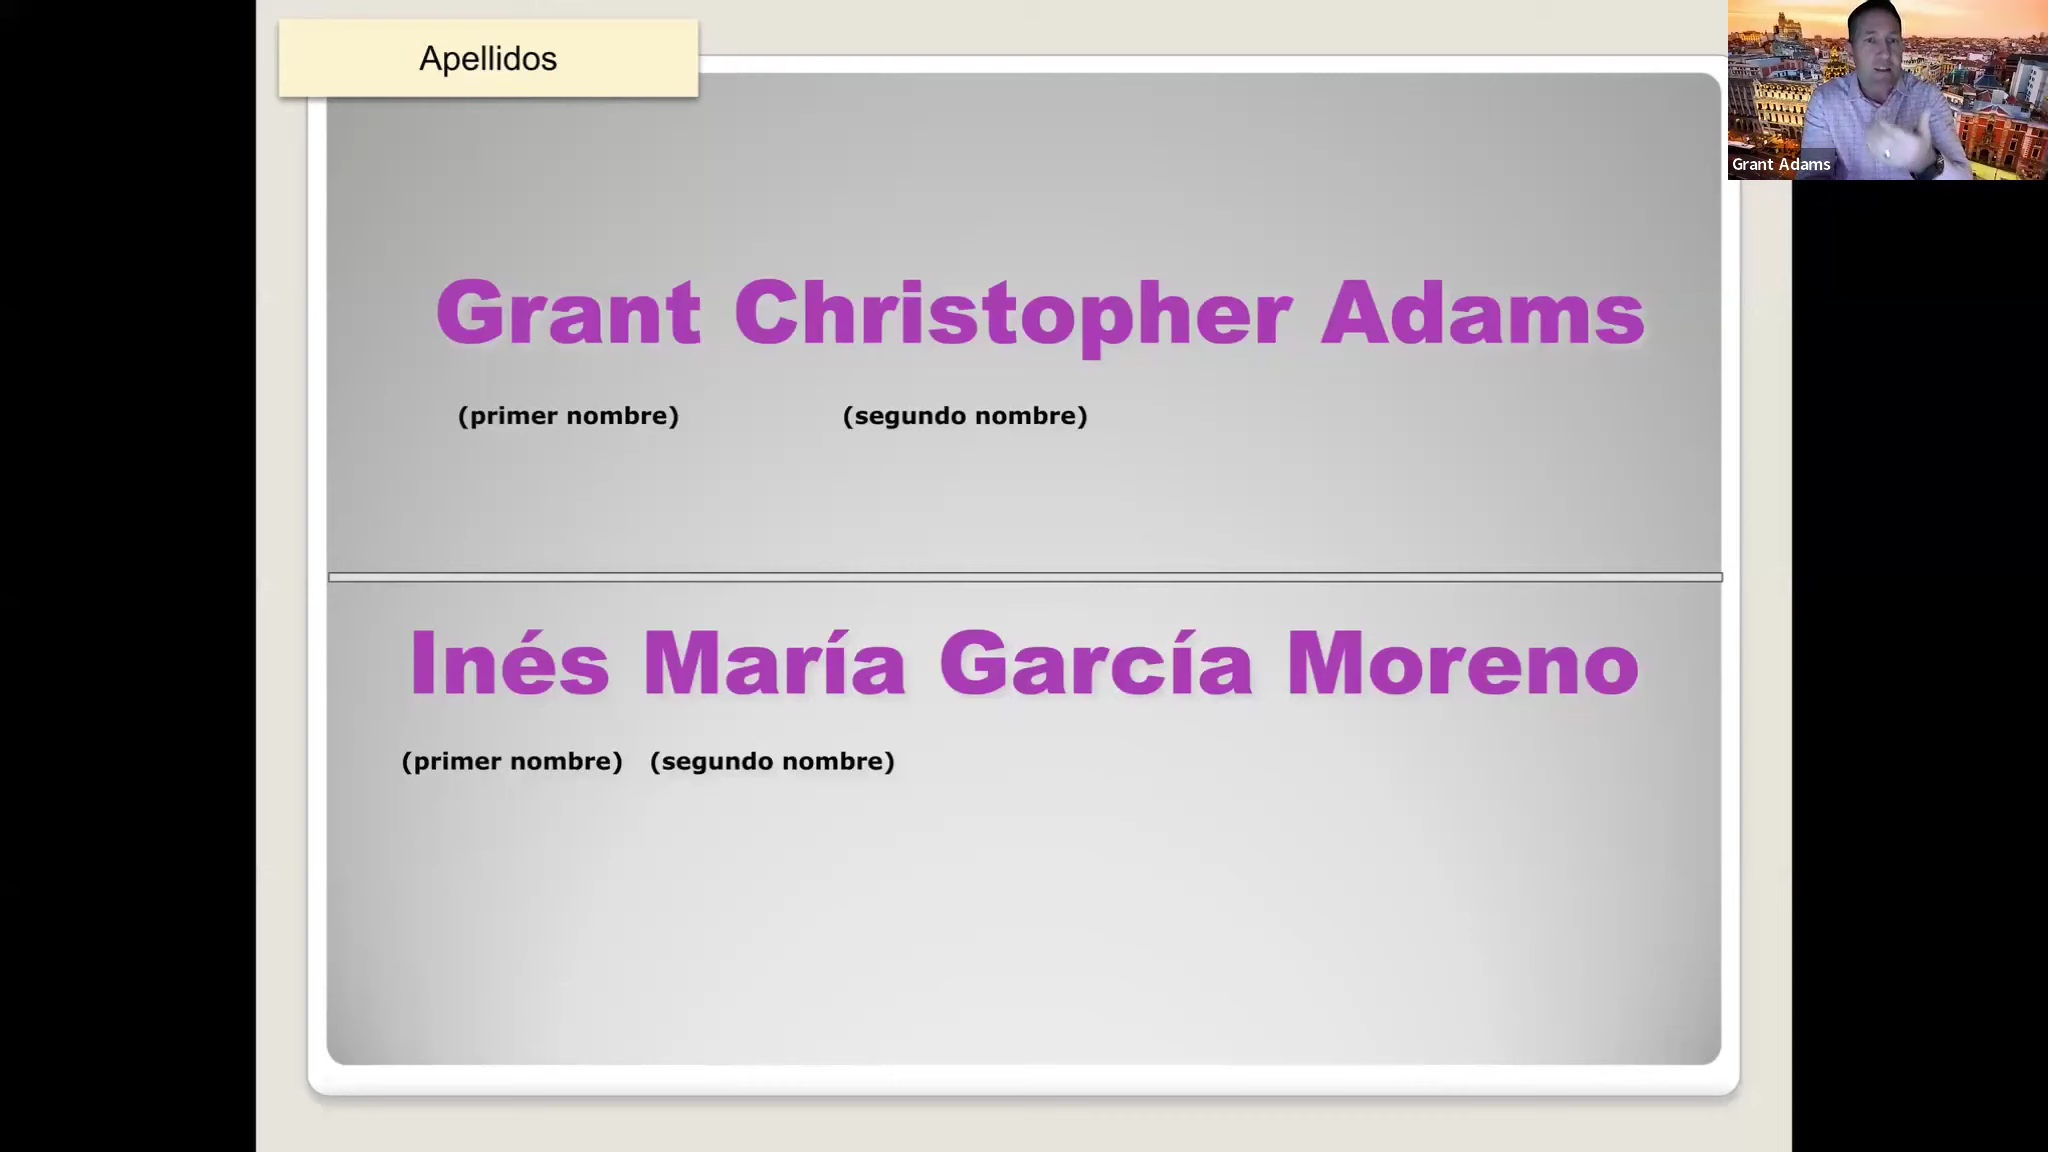 Apellidos
Grant Adams
Grant Christopher Adams
(primer nombre) (segundo nombre)
Inés María García Moreno
(primer nombre) (segundo nombre)